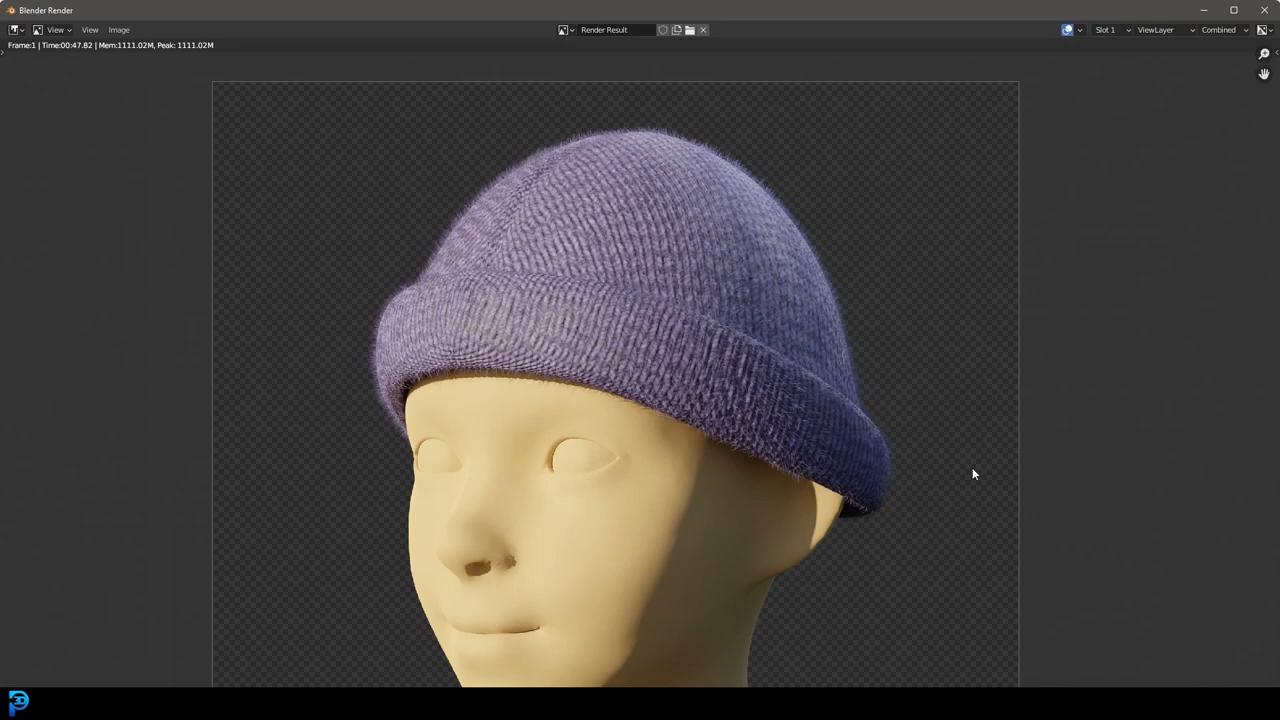 Blender Render
View View Image Render Result Slot 1 ViewLayer Combined
Frame:1 | Time:00:47.82 | Mem:1111.02M, Peak: 1111.02M
3D